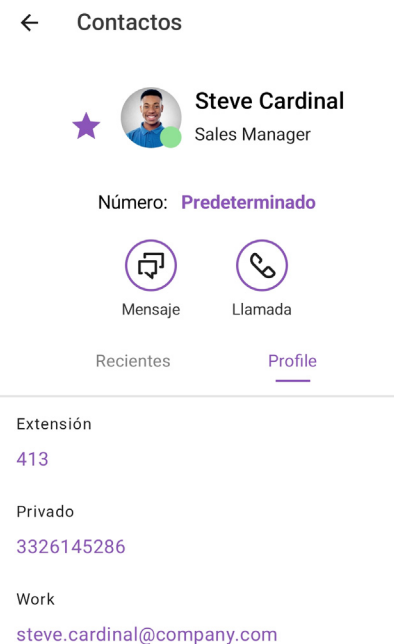 Contactos
Steve Cardinal
Sales Manager
Número: Predeterminado
Mensaje Llamada
Recientes Profile
Extensión
413
Privado
3326145286
Work
steve.cardinal@company.com